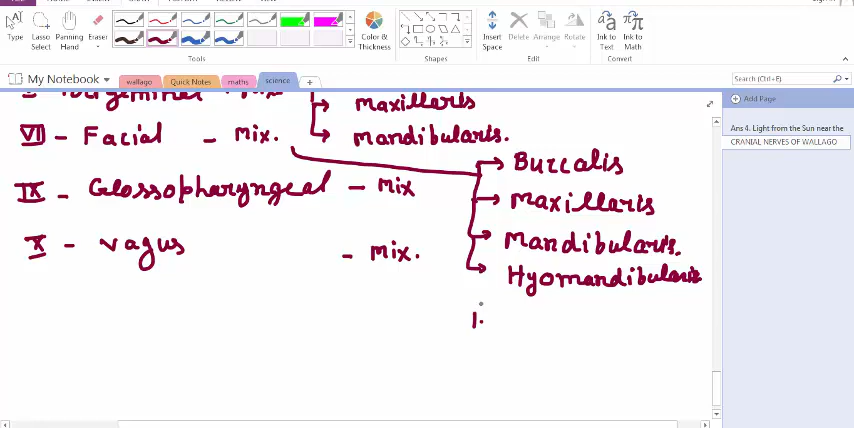 Type
Lasso Select
Panning Hand
Eraser
Color & Thickness
Insert Space
Delete
Arrange
Rotate
Ink to Text
Ink to Math
Tools
Shapes
Edit
Convert
My Notebook
wallago
Quick Notes
maths
science
Search (Ctrl+E)
Add Page
Ans 4. Light from the Sun near the
CRANIAL NERVES OF WALLAGO
Maxillaris
VII - Facial - Mix.
Mandibularis.
Buccalis
IX - Glossopharyngeal - Mix
Maxillaris
X - Vagus - Mix.
Mandibularis.
Hyomandibularis
1.